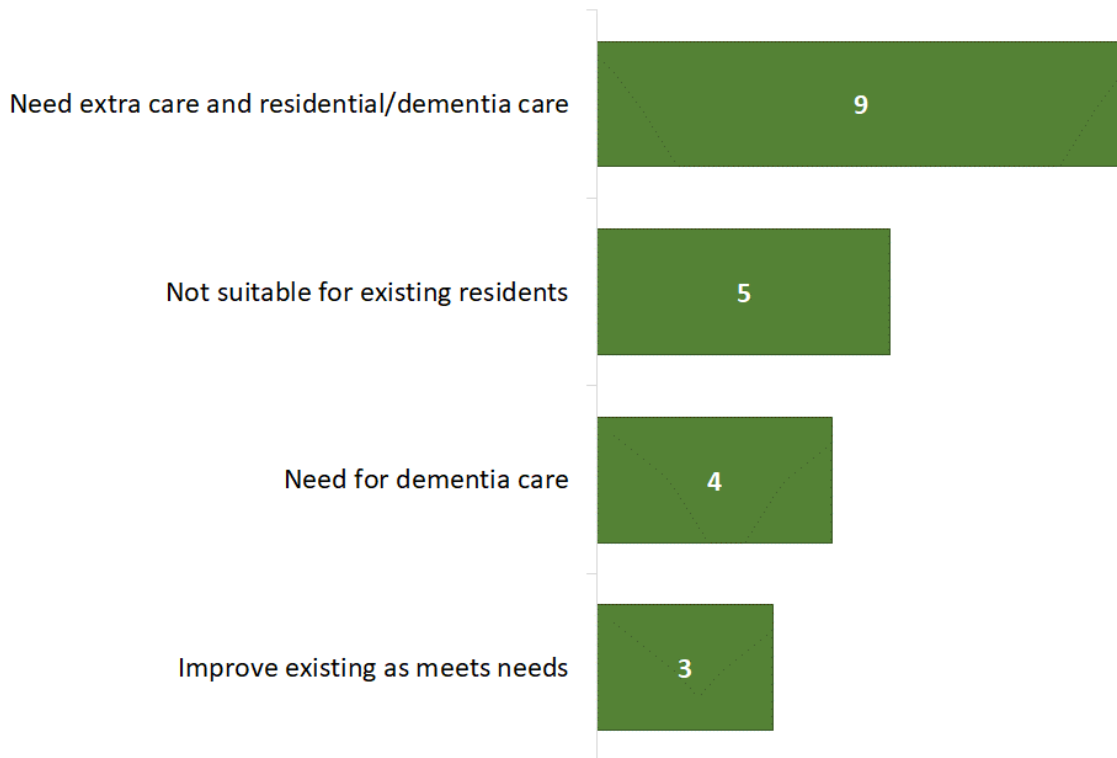 Need extra care and residential/dementia care
9
Not suitable for existing residents
5
Need for dementia care
4
Improve existing as meets needs
3